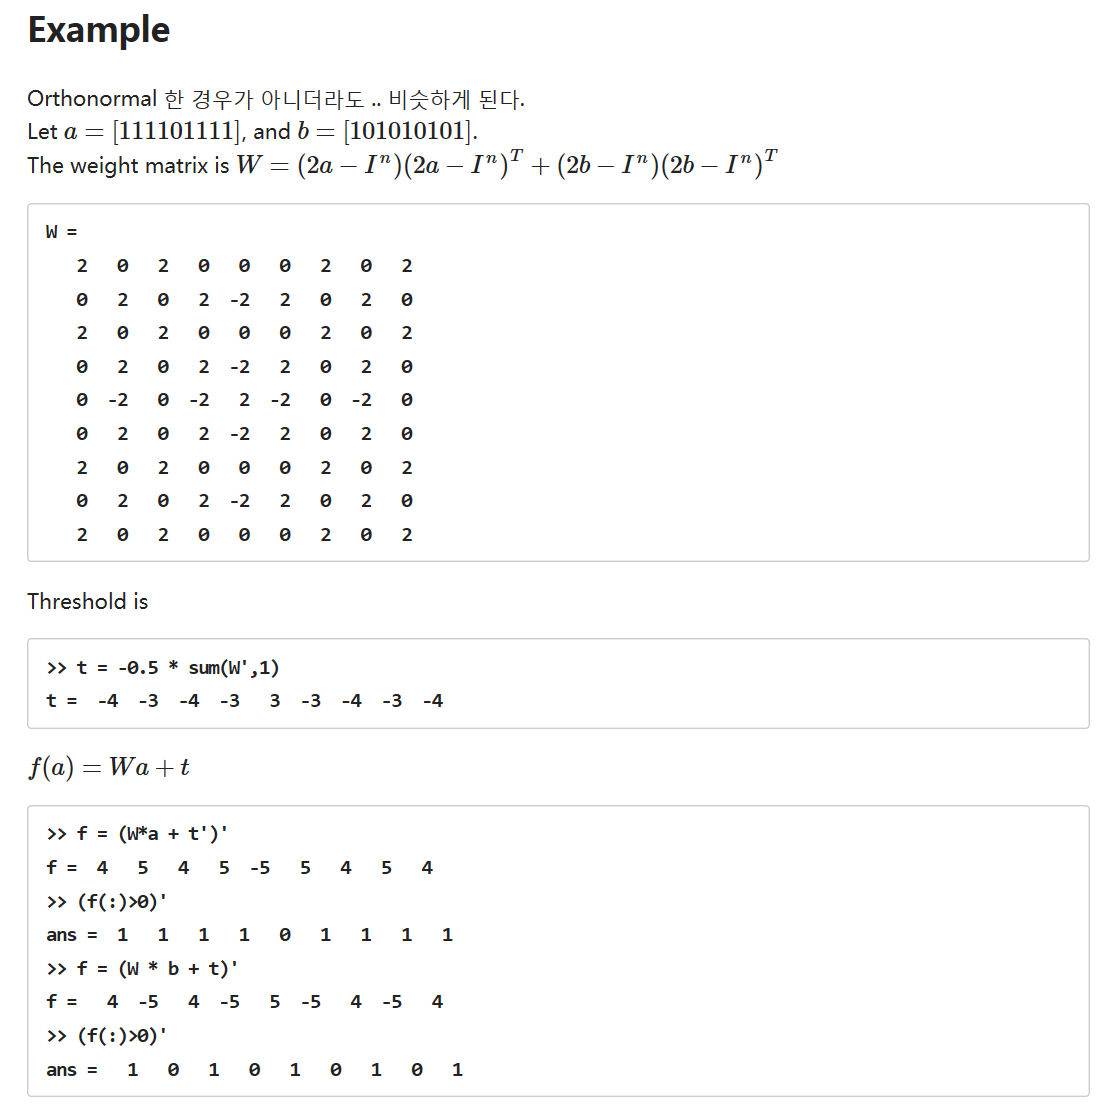 Example
Orthonormal 한 경우가 아니더라도 .. 비슷하게 된다.
Let a = [111101111], and b = [101010101].
The weight matrix is W = (2a − Iⁿ)(2a − Iⁿ)ᵀ + (2b − Iⁿ)(2b − Iⁿ)ᵀ
W =
2 0 2 0 0 0 2 0 2
0 2 0 2 -2 2 0 2 0
2 0 2 0 0 0 2 0 2
0 2 0 2 -2 2 0 2 0
0 -2 0 -2 2 -2 0 -2 0
0 2 0 2 -2 2 0 2 0
2 0 2 0 0 0 2 0 2
0 2 0 2 -2 2 0 2 0
2 0 2 0 0 0 2 0 2
Threshold is
>> t = -0.5 * sum(W',1)
t = -4 -3 -4 -3 3 -3 -4 -3 -4
f(a) = Wa + t
>> f = (W*a + t')'
f = 4 5 4 5 -5 5 4 5 4
>> (f(:)>0)'
ans = 1 1 1 1 0 1 1 1 1
>> f = (W * b + t)'
f = 4 -5 4 -5 5 -5 4 -5 4
>> (f(:)>0)'
ans = 1 0 1 0 1 0 1 0 1